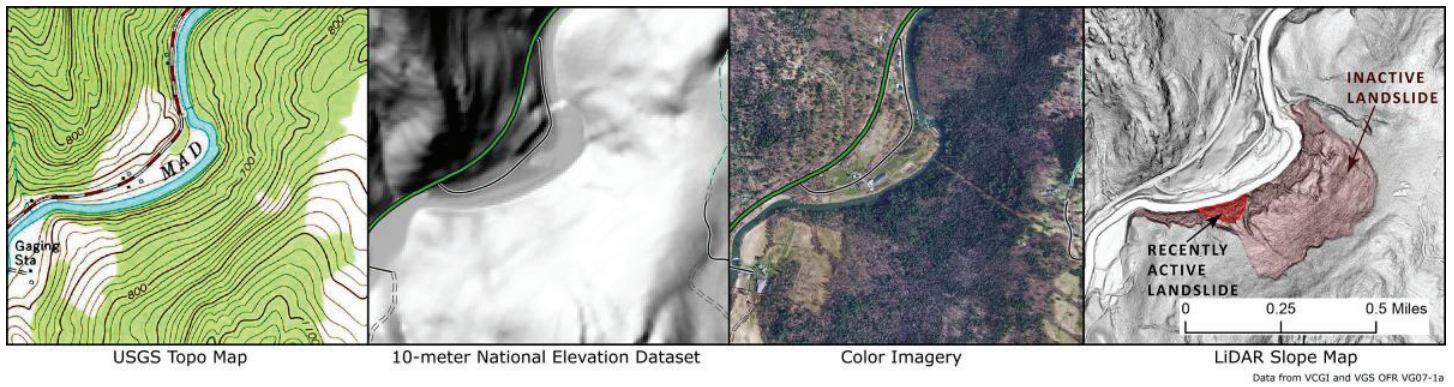 800
800
MAD
700
Gaging
Sta
800
INACTIVE
LANDSLIDE
RECENTLY
ACTIVE
LANDSLIDE
0 0.25 0.5 Miles
USGS Topo Map
10-meter National Elevation Dataset
Color Imagery
LiDAR Slope Map
Data from VCGI and VGS OFR VG07-1a